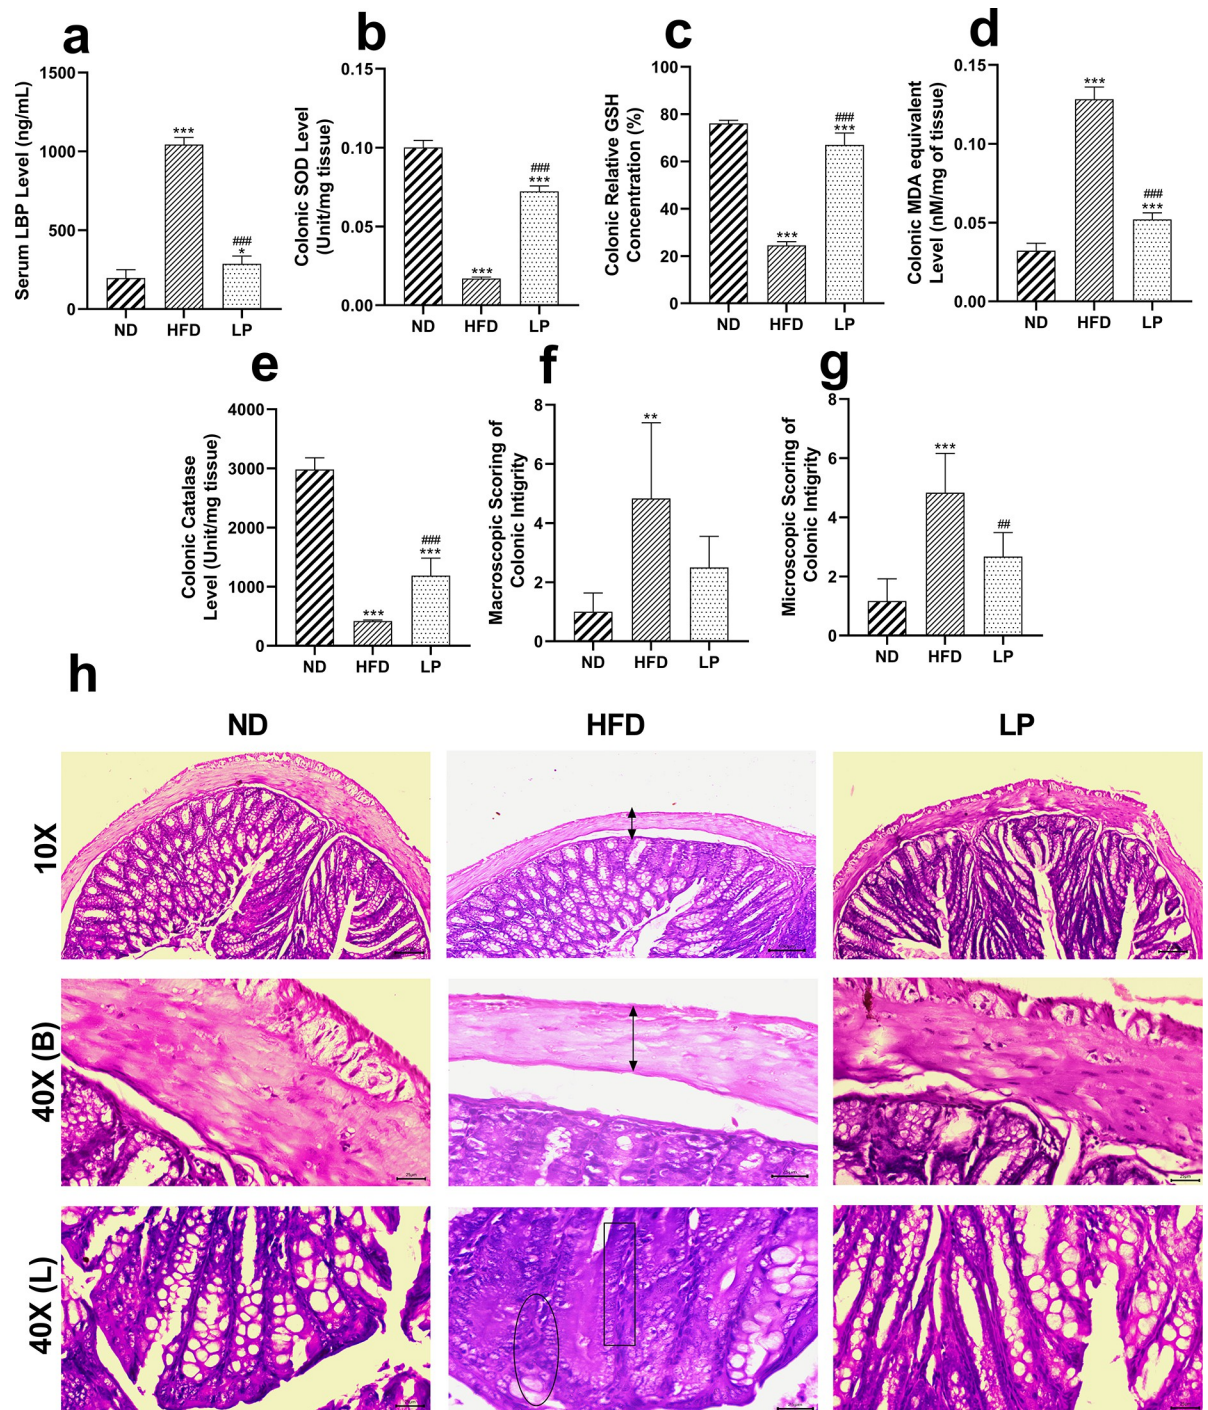 a
Serum LBP Level (ng/mL)
1500
1000
500
0
***
###
*
ND HFD LP
b
Colonic SOD Level
(Unit/mg tissue)
0.15
0.10
0.05
0.00
***
###
***
ND HFD LP
c
Colonic Relative GSH
Concentration (%)
100
80
60
40
20
0
***
###
***
ND HFD LP
d
Colonic MDA equivalent
Level (nM/mg of tissue)
0.15
0.10
0.05
0.00
***
###
***
ND HFD LP
e
Colonic Catalase
Level (Unit/mg tissue)
4000
3000
2000
1000
0
***
###
***
ND HFD LP
f
Macroscopic Scoring of
Colonic Intigrity
8
6
4
2
0
**
ND HFD LP
g
Microscopic Scoring of
Colonic Intigrity
8
6
4
2
0
***
##
ND HFD LP
h
ND HFD LP
10X
40X (B)
40X (L)